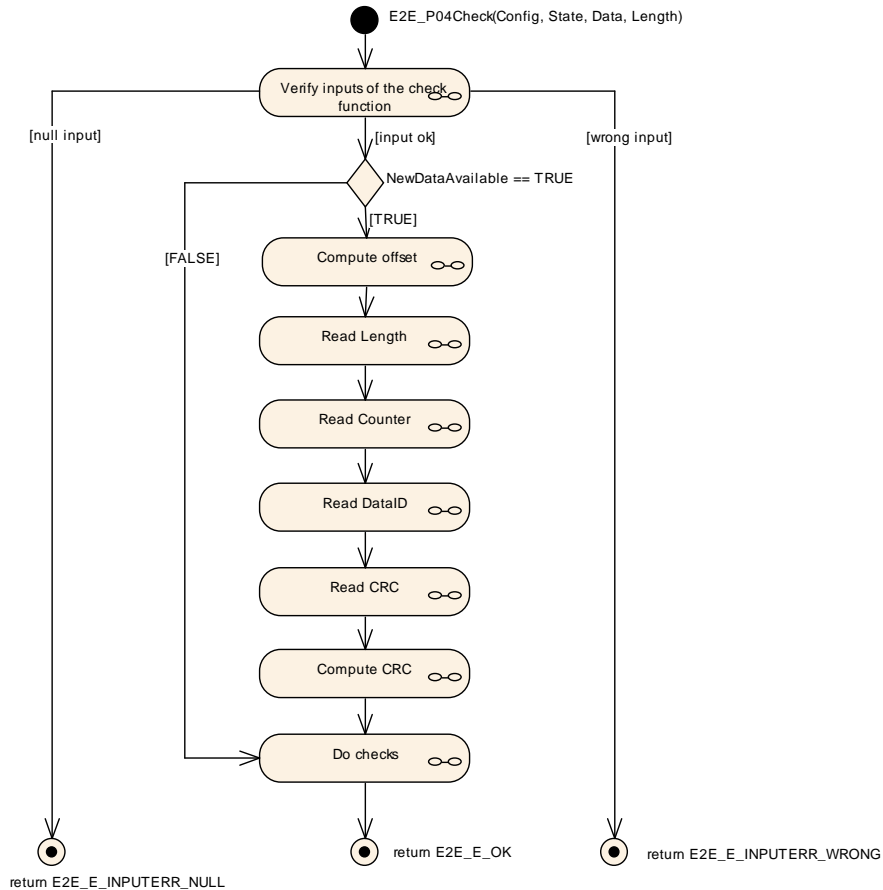 E2E_P04Check(Config, State, Data, Length)
Verify inputs of the check
function
[null input]
[input ok]
[wrong input]
NewDataAvailable == TRUE
[TRUE]
[FALSE]
Compute offset
Read Length
Read Counter
Read DataID
Read CRC
Compute CRC
Do checks
return E2E_E_OK
return E2E_E_INPUTERR_WRONG
return E2E_E_INPUTERR_NULL